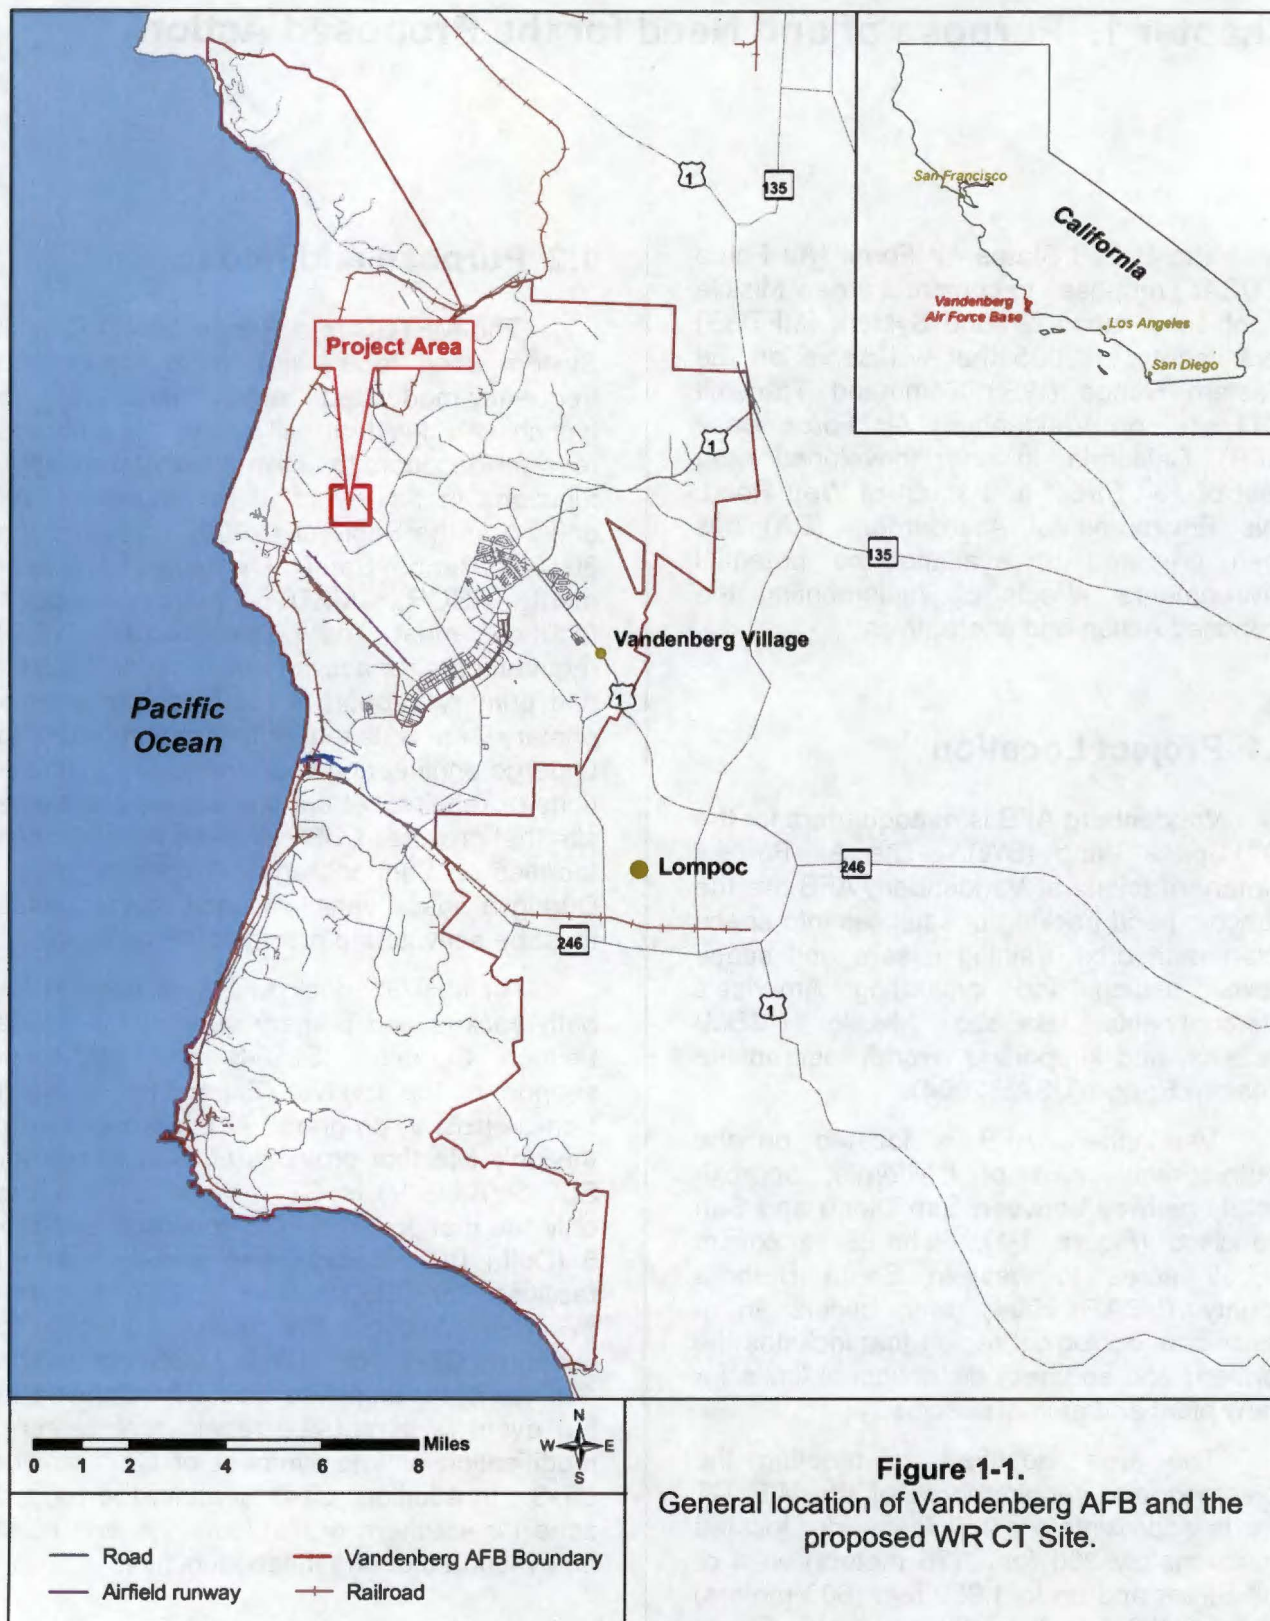 1
135
San Francisco
California
Vandenberg
Air Force Base
Los Angeles
San Diego
Project Area
1
135
Vandenberg Village
1
Pacific
Ocean
Lompoc
246
246
1
Miles
0 1 2 4 6 8
N
W E
S
Road
Vandenberg AFB Boundary
Airfield runway
Railroad
Figure 1-1.
General location of Vandenberg AFB and the
proposed WR CT Site.